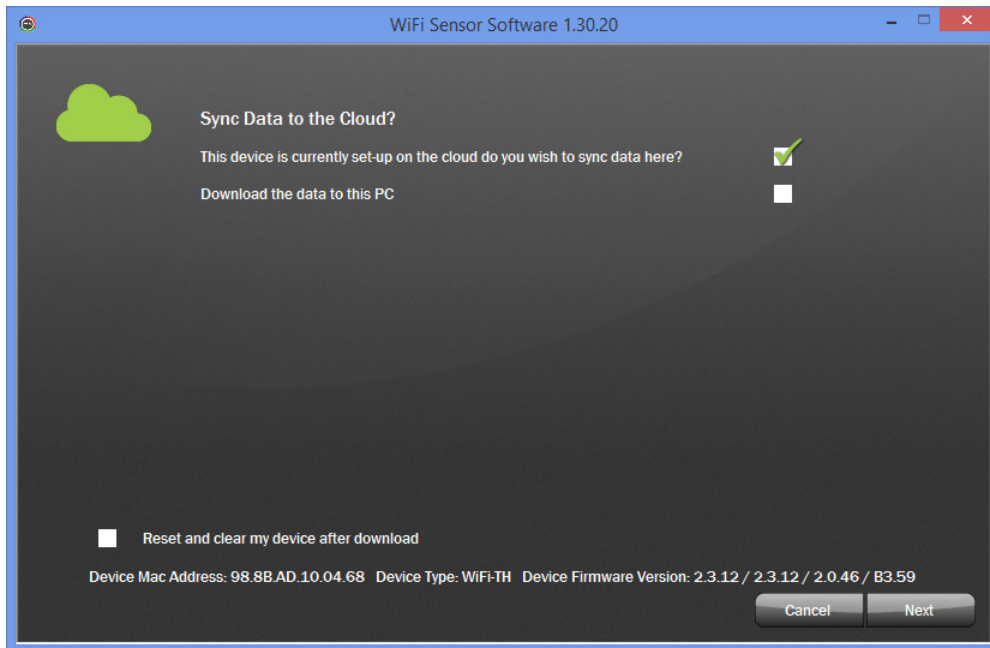 WiFi Sensor Software 1.30.20
Sync Data to the Cloud?
This device is currently set-up on the cloud do you wish to sync data here?
Download the data to this PC
Reset and clear my device after download
Device Mac Address: 98.8B.AD.10.04.68 Device Type: WiFi-TH Device Firmware Version: 2.3.12 / 2.3.12 / 2.0.46 / B3.59
Cancel Next